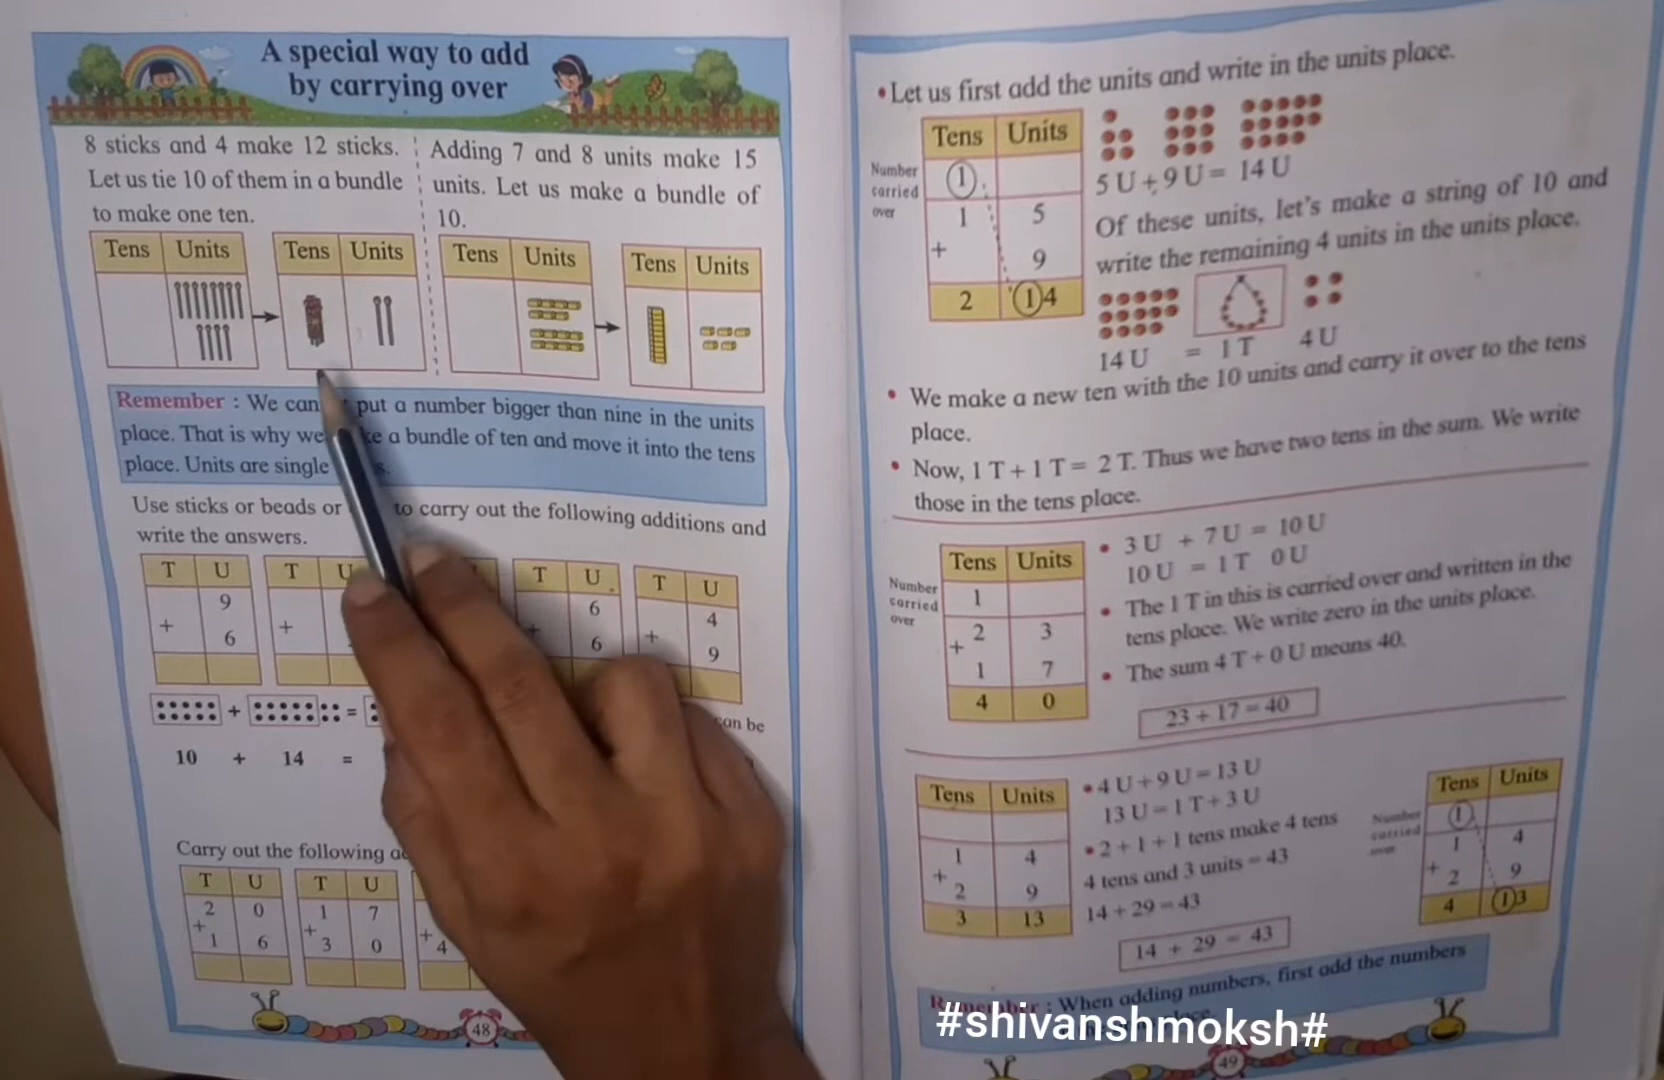 A special way to add
by carrying over
8 sticks and 4 make 12 sticks.
Let us tie 10 of them in a bundle
to make one ten.
Tens Units
Tens Units
Adding 7 and 8 units make 15
units. Let us make a bundle of
10.
Tens Units
Tens Units
Remember : We put a number bigger than nine in the units
place. That is why we a bundle of ten and move it into the tens
place. Units are single
Use sticks or beads or to carry out the following additions and
write the answers.
T U
9
+ 6
T U
+
T U
6
+ 6
T U
4
+ 9
+ =
can be
10 + 14 =
Carry out the following
T U
2 0
+
1 6
T U
1 7
+
3 0
+
4
48
• Let us first add the units and write in the units place.
Tens Units
Number
carried
over
1
1 5
+ 9
2 14
5 U + 9 U = 14 U
Of these units, let's make a string of 10 and
write the remaining 4 units in the units place.
14 U = 1 T 4 U
• We make a new ten with the 10 units and carry it over to the tens
place.
• Now, 1 T + 1 T = 2 T. Thus we have two tens in the sum. We write
those in the tens place.
Tens Units
Number
carried
over
1
2 3
+
1 7
4 0
• 3 U + 7 U = 10 U
10 U = 1 T 0 U
• The 1 T in this is carried over and written in the
tens place. We write zero in the units place.
• The sum 4 T + 0 U means 40.
23 + 17 = 40
Tens Units
1 4
+
2 9
3 13
• 4 U + 9 U = 13 U
13 U = 1 T + 3 U
• 2 + 1 + 1 tens make 4 tens
4 tens and 3 units = 43
14 + 29 = 43
14 + 29 = 43
Tens Units
Number
carried
over
1
1 4
+ 2 9
4 13
Remember : When adding numbers, first add the numbers
#shivanshmoksh#
49